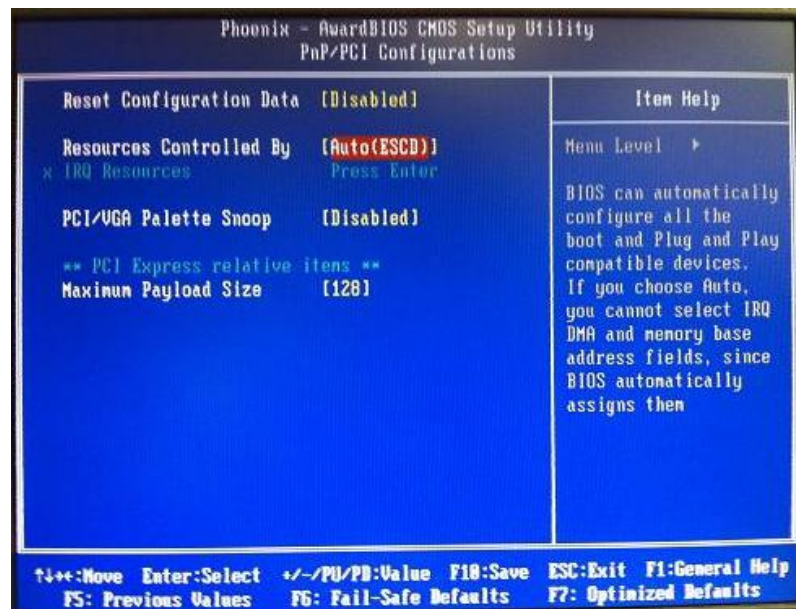 Phoenix - AwardBIOS CMOS Setup Utility
PnP/PCI Configurations
Reset Configuration Data [Disabled]
Resources Controlled By [Auto(ESCD)]
x IRQ Resources Press Enter
PCI/VGA Palette Snoop [Disabled]
** PCI Express relative items **
Maximum Payload Size [128]
Item Help
Menu Level ▸
BIOS can automatically
configure all the
boot and Plug and Play
compatible devices.
If you choose Auto,
you cannot select IRQ
DMA and memory base
address fields, since
BIOS automatically
assigns them
↑↓→←:Move Enter:Select +/-/PU/PD:Value F10:Save ESC:Exit F1:General Help
F5: Previous Values F6: Fail-Safe Defaults F7: Optimized Defaults